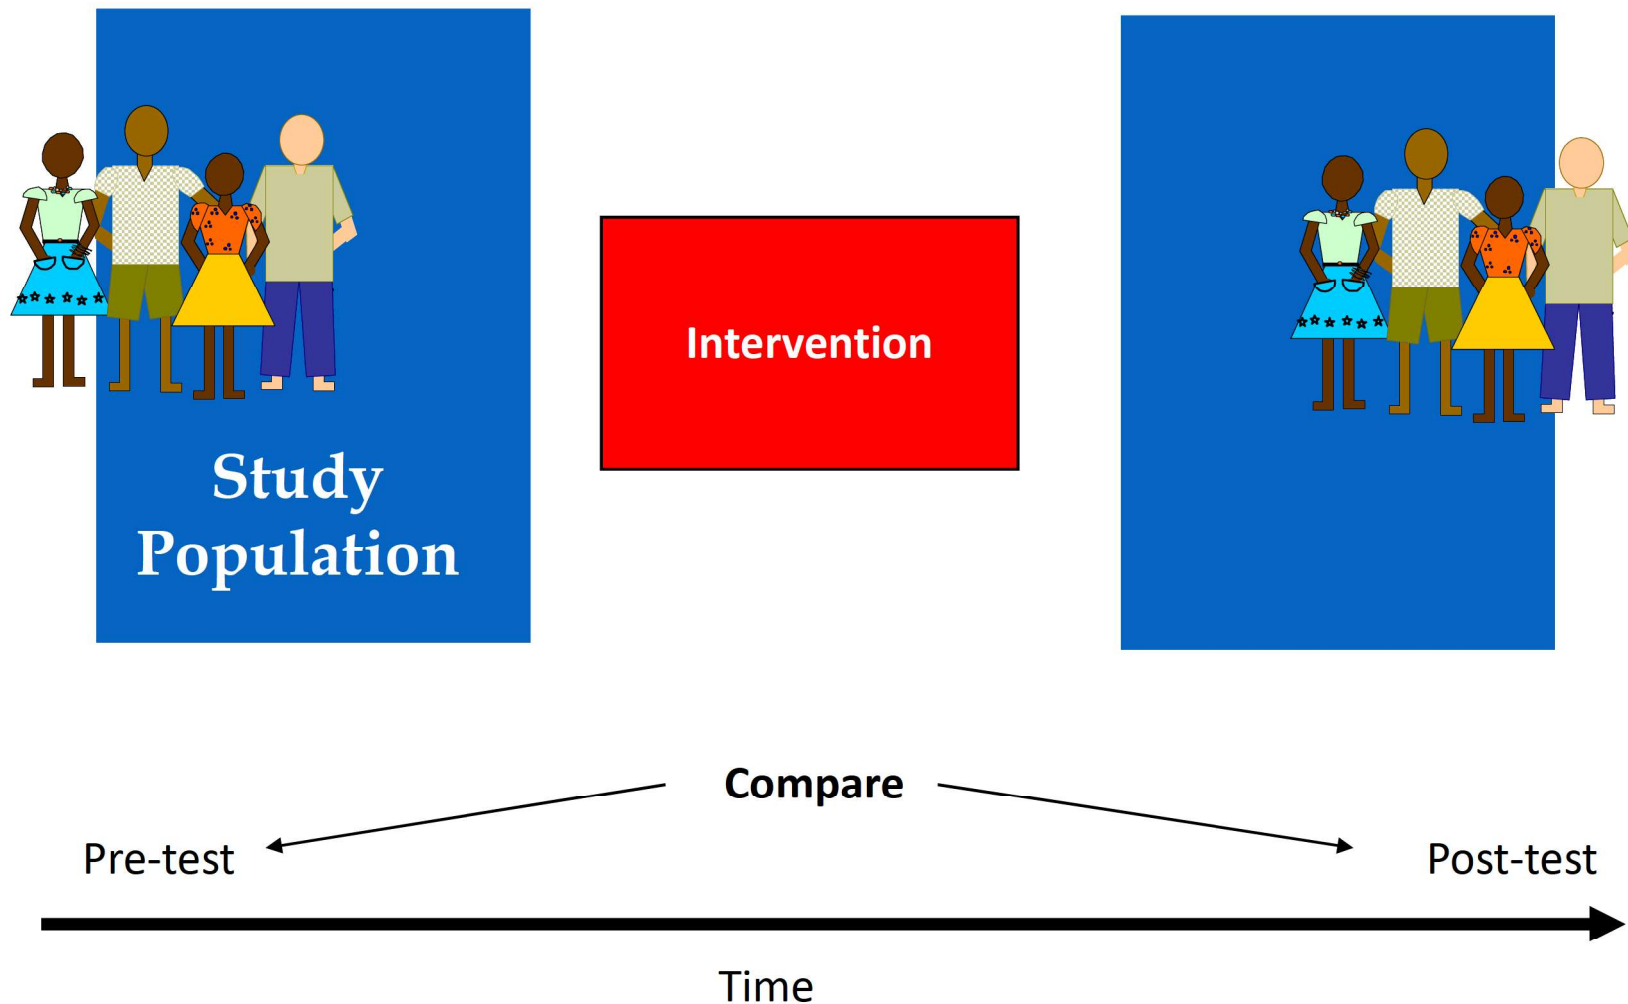 Study
Population
Intervention
Compare
Pre-test
Post-test
Time